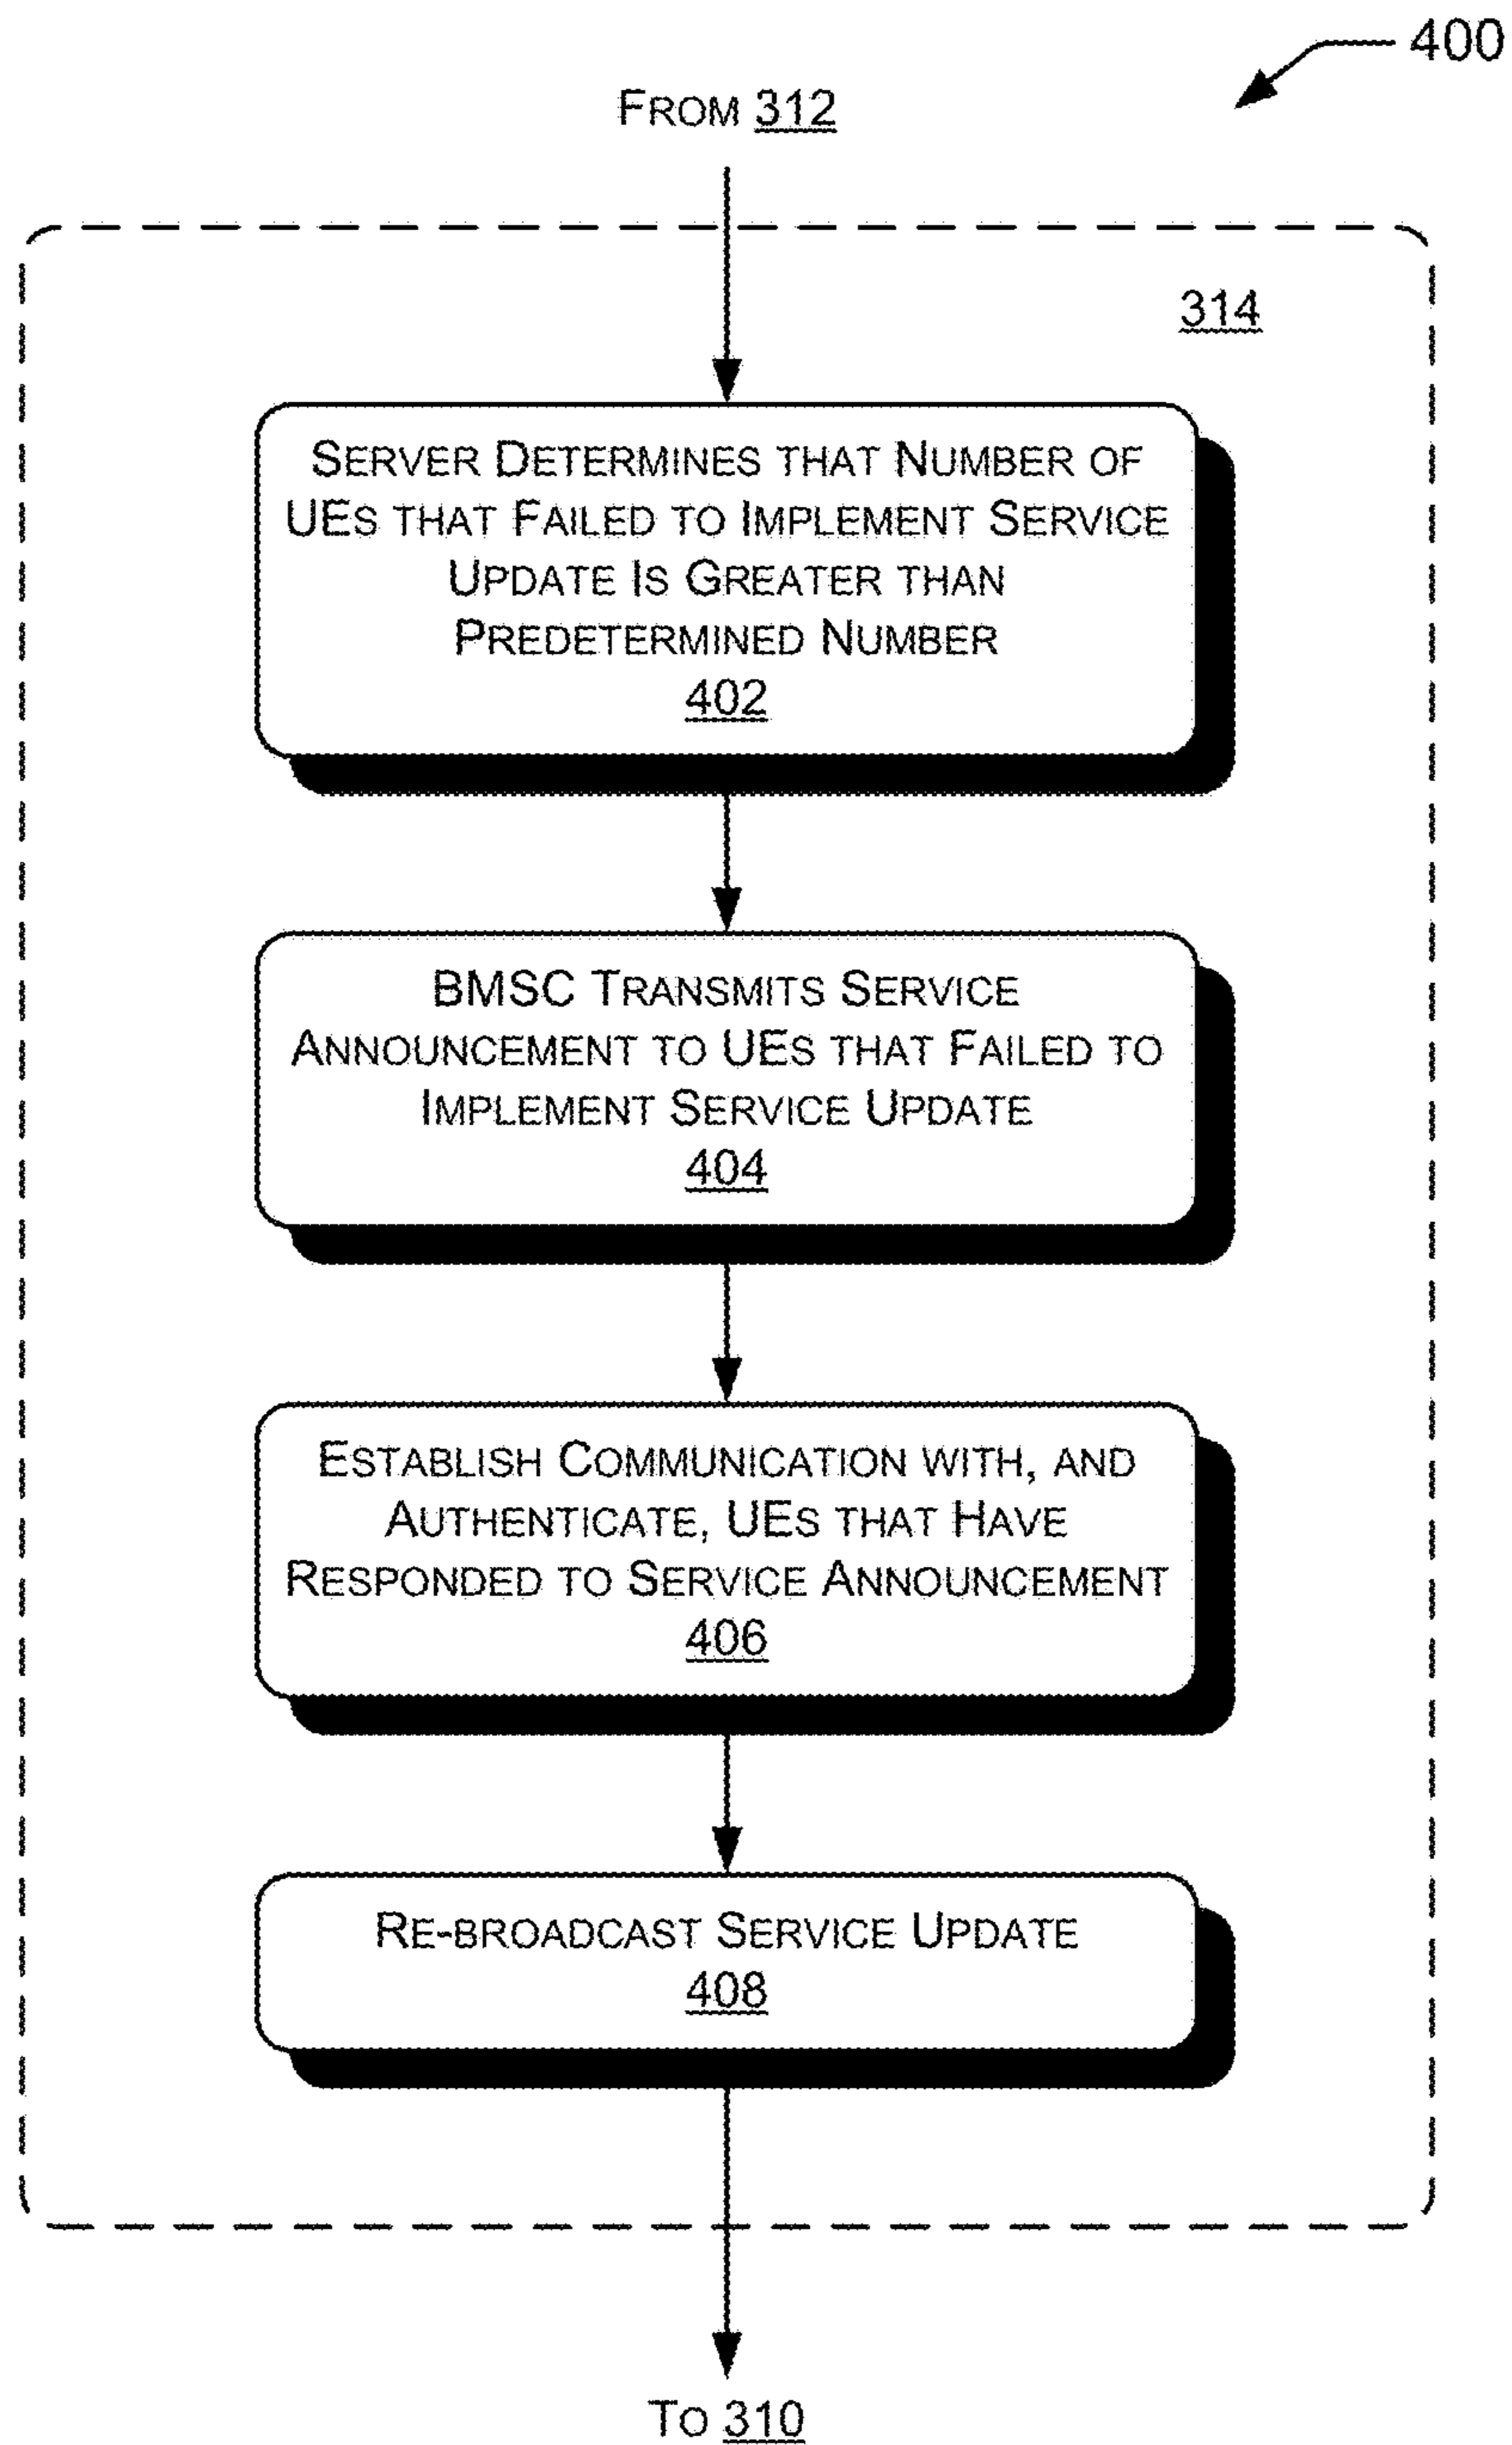 400
FROM 312
314
SERVER DETERMINES THAT NUMBER OF
UES THAT FAILED TO IMPLEMENT SERVICE
UPDATE IS GREATER THAN
PREDETERMINED NUMBER
402
BMSC TRANSMITS SERVICE
ANNOUNCEMENT TO UES THAT FAILED TO
IMPLEMENT SERVICE UPDATE
404
ESTABLISH COMMUNICATION WITH, AND
AUTHENTICATE, UES THAT HAVE
RESPONDED TO SERVICE ANNOUNCEMENT
406
RE-BROADCAST SERVICE UPDATE
408
TO 310